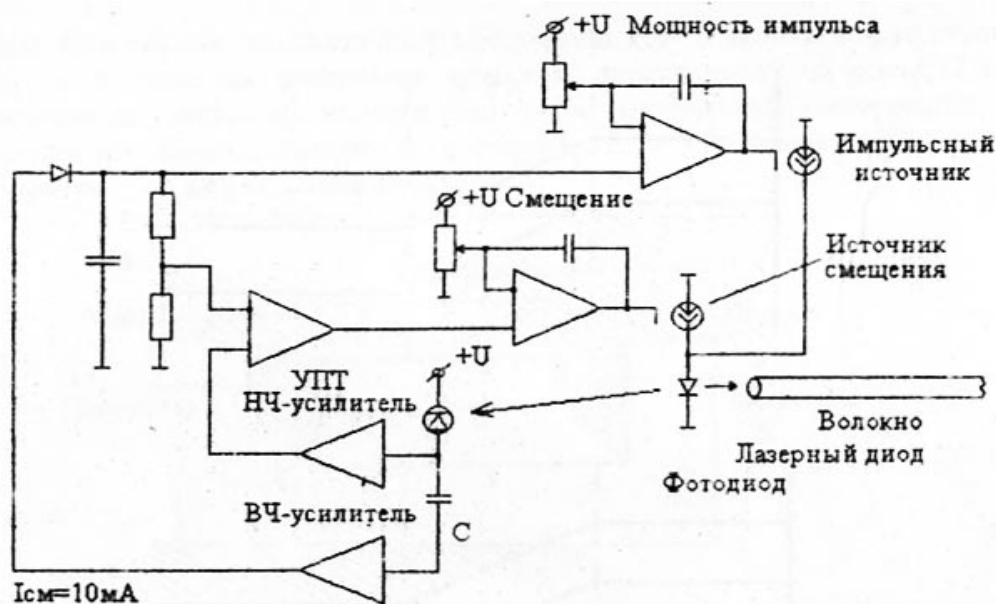 +U Мощность импульса
Импульсный
источник
+U Смещение
Источник
смещения
+U
УПТ
НЧ-усилитель
Волокно
Лазерный диод
Фотодиод
ВЧ-усилитель
C
Iсм=10мА